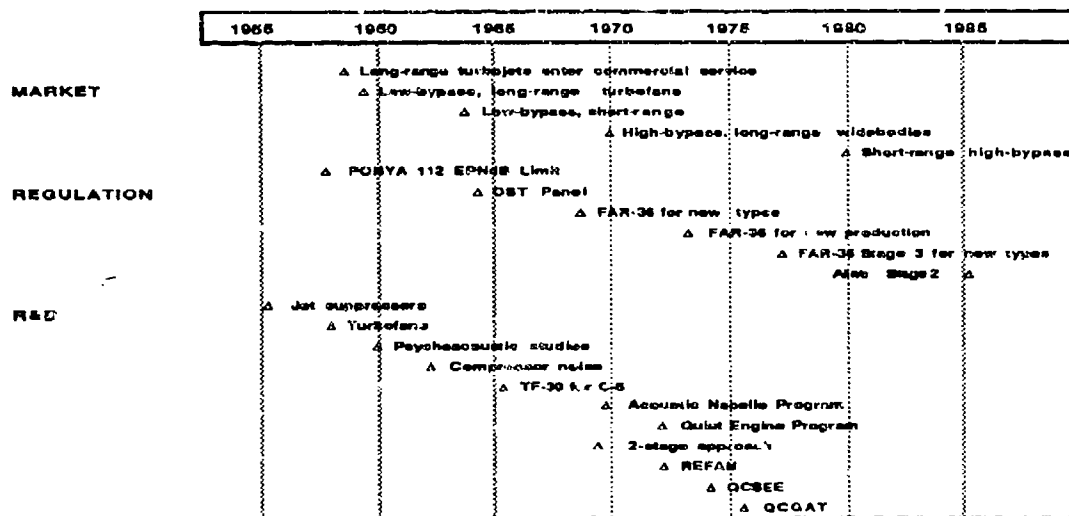 1955 1960 1965 1970 1975 1980 1985
MARKET
Long-range turbojets enter commercial service
Low-bypass, long-range turbofans
Low-bypass, short-range
High-bypass, long-range widebodies
Short-range high-bypass
REGULATION
PONYA 112 EPNdB Limit
OST Panel
FAR-36 for new types
FAR-36 for new production
FAR-36 Stage 3 for new types
Stage 2
R&D
Jet suppressors
Turbofans
Psychoacoustic studies
Compressor noise
TF-39 for C-5
Acoustic Nacelle Program
Quiet Engine Program
2-stage approach
REFAN
QCSEE
QCGAT